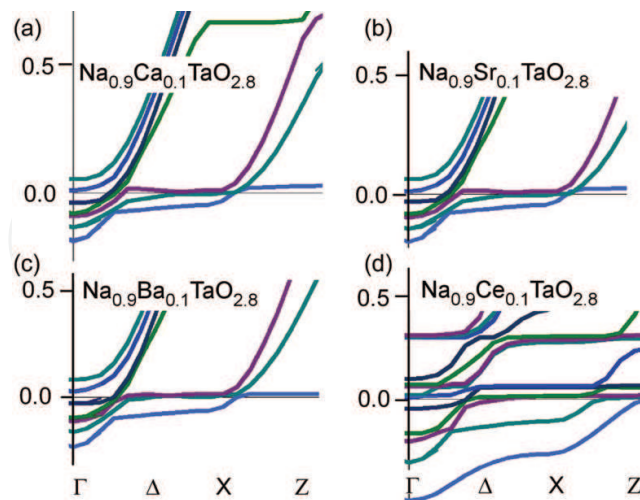 (a)
0.5
Na0.9Ca0.1TaO2.8
0.0
(b)
0.5
Na0.9Sr0.1TaO2.8
0.0
(c)
0.5
Na0.9Ba0.1TaO2.8
0.0
Γ Δ X Z
(d)
0.5
Na0.9Ce0.1TaO2.8
0.0
Γ Δ X Z